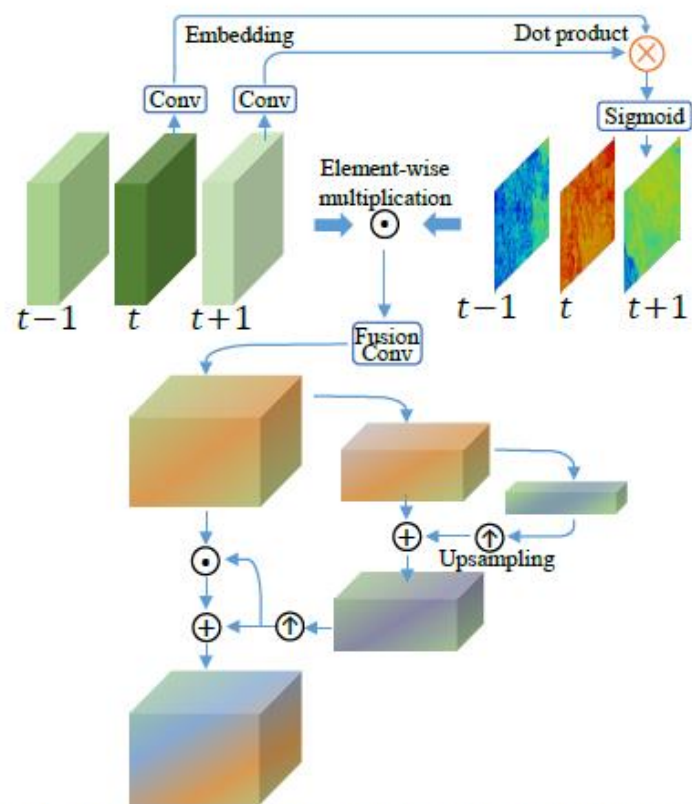 Embedding
Dot product
Conv
Conv
Sigmoid
Element-wise
multiplication
t−1
t
t+1
t−1
t
t+1
Fusion
Conv
Upsampling